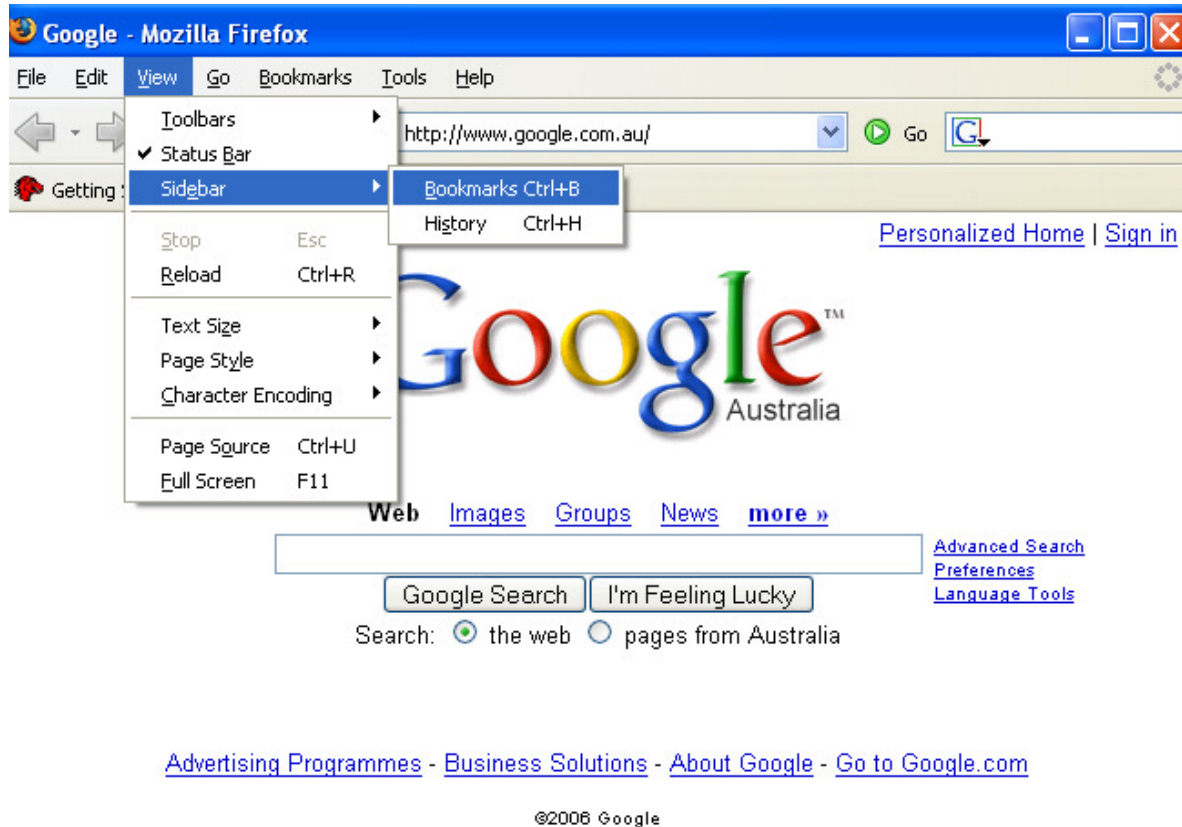 Google - Mozilla Firefox
File Edit View Go Bookmarks Tools Help
http://www.google.com.au/ Go G
Getting
Toolbars
Status Bar
Sidebar
Stop Esc
Reload Ctrl+R
Text Size
Page Style
Character Encoding
Page Source Ctrl+U
Full Screen F11
Bookmarks Ctrl+B
History Ctrl+H
Personalized Home | Sign in
Google™
Australia
Web Images Groups News more »
Advanced Search
Preferences
Language Tools
Google Search I'm Feeling Lucky
Search: the web pages from Australia
Advertising Programmes - Business Solutions - About Google - Go to Google.com
©2006 Google